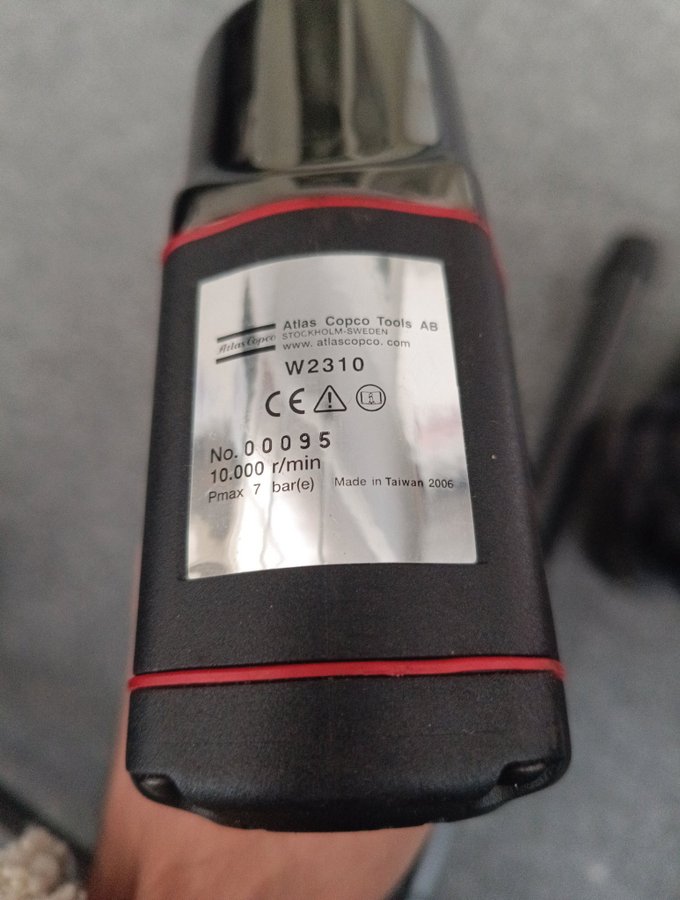 Atlas Copco
Atlas Copco Tools AB
STOCKHOLM-SWEDEN
www. atlascopco. com
W2310
CE
No. 00095
10.000 r/min
Pmax 7 bar(e) Made in Taiwan 2006